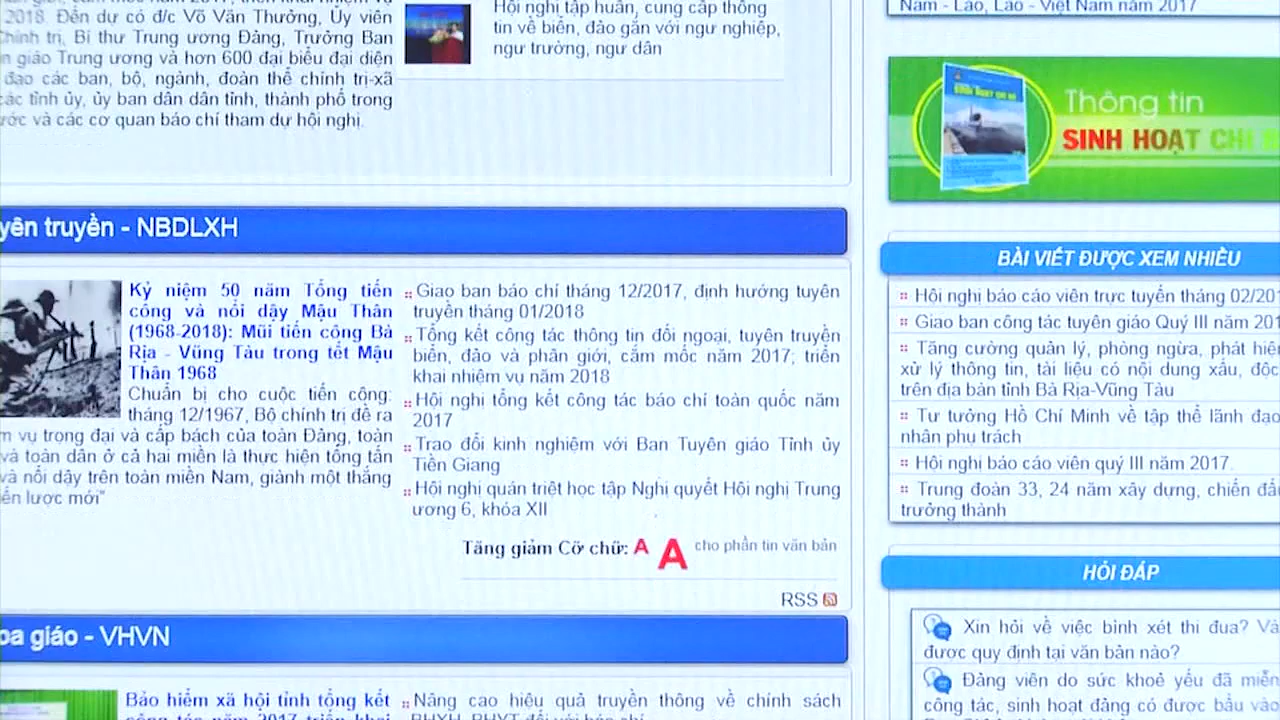 2018. Đến dự có đ/c Võ Văn Thưởng, Ủy viên
Chính trị, Bí thư Trung ương Đảng, Trưởng Ban
giáo Trung ương và hơn 600 đại biểu đại diện
đạo các ban, bộ, ngành, đoàn thể chính trị-xã
các tỉnh ủy, ủy ban dân dân tỉnh, thành phố trong
và các cơ quan báo chí tham dự hội nghị.
Hội nghị tập huấn, cung cấp thông
tin về biển, đảo gắn với ngư nghiệp,
ngư trường, ngư dân
yên truyền - NBDLXH
Kỷ niệm 50 năm Tổng tiến
công và nổi dậy Mậu Thân
(1968-2018): Mũi tiến công Bà
Rịa - Vũng Tàu trong tết Mậu
Thân 1968
Chuẩn bị cho cuộc tiến công:
tháng 12/1967, Bộ chính trị đề ra
vụ trọng đại và cấp bách của toàn Đảng, toàn
và toàn dân ở cả hai miền là thực hiện tổng tấn
và nổi dậy trên toàn miền Nam, giành một thắng
lược mới"
Giao ban báo chí tháng 12/2017, định hướng tuyên
truyền tháng 01/2018
Tổng kết công tác thông tin đối ngoại, tuyên truyền
biển, đảo và phân giới, cắm mốc năm 2017; triển
khai nhiệm vụ năm 2018
Hội nghị tổng kết công tác báo chí toàn quốc năm
2017
Trao đổi kinh nghiệm với Ban Tuyên giáo Tỉnh ủy
Tiền Giang
Hội nghị quán triệt học tập Nghị quyết Hội nghị Trung
ương 6, khóa XII
Tăng giảm Cỡ chữ: A A cho phần tin văn bản
RSS
oa giáo - VHVN
Bảo hiểm xã hội tỉnh tổng kết
công tác năm 2017 triển khai
Nâng cao hiệu quả truyền thông về chính sách
BHXH, BHYT đối với báo chí
Nam - Lào, Lào - Việt Nam năm 2017
Thông tin
SINH HOẠT CHI
BÀI VIẾT ĐƯỢC XEM NHIỀU
Hội nghị báo cáo viên trực tuyến tháng 02/201
Giao ban công tác tuyên giáo Quý III năm 201
Tăng cường quản lý, phòng ngừa, phát hiện
xử lý thông tin, tài liệu có nội dung xấu, độc
trên địa bàn tỉnh Bà Rịa-Vũng Tàu
Tư tưởng Hồ Chí Minh về tập thể lãnh đạo
nhân phụ trách
Hội nghị báo cáo viên quý III năm 2017.
Trung đoàn 33, 24 năm xây dựng, chiến đấu
trưởng thành
HỎI ĐÁP
Xin hỏi về việc bình xét thi đua? Và
được quy định tại văn bản nào?
Đảng viên do sức khoẻ yếu đã miễn
công tác, sinh hoạt đảng có được bầu vào